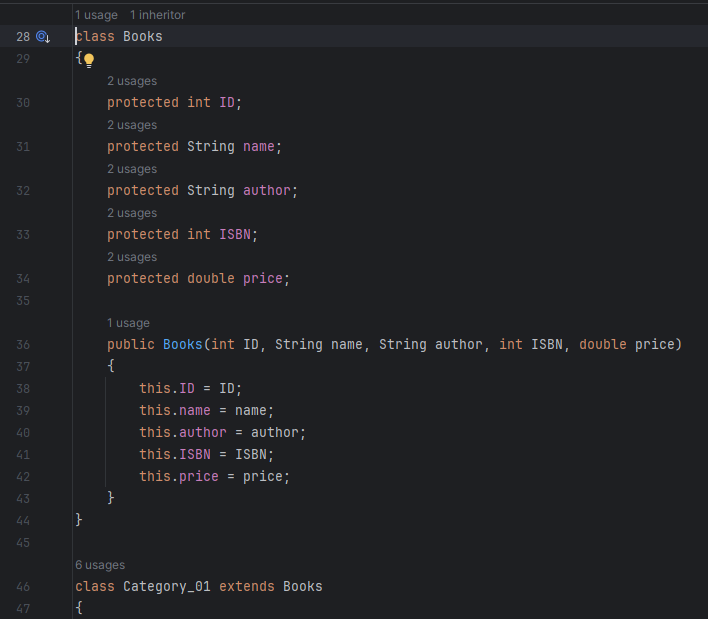 1 usage 1 inheritor
28 class Books
29 {
2 usages
30 protected int ID;
2 usages
31 protected String name;
2 usages
32 protected String author;
2 usages
33 protected int ISBN;
2 usages
34 protected double price;
35
1 usage
36 public Books(int ID, String name, String author, int ISBN, double price)
37 {
38 this.ID = ID;
39 this.name = name;
40 this.author = author;
41 this.ISBN = ISBN;
42 this.price = price;
43 }
44 }
45
6 usages
46 class Category_01 extends Books
47 {